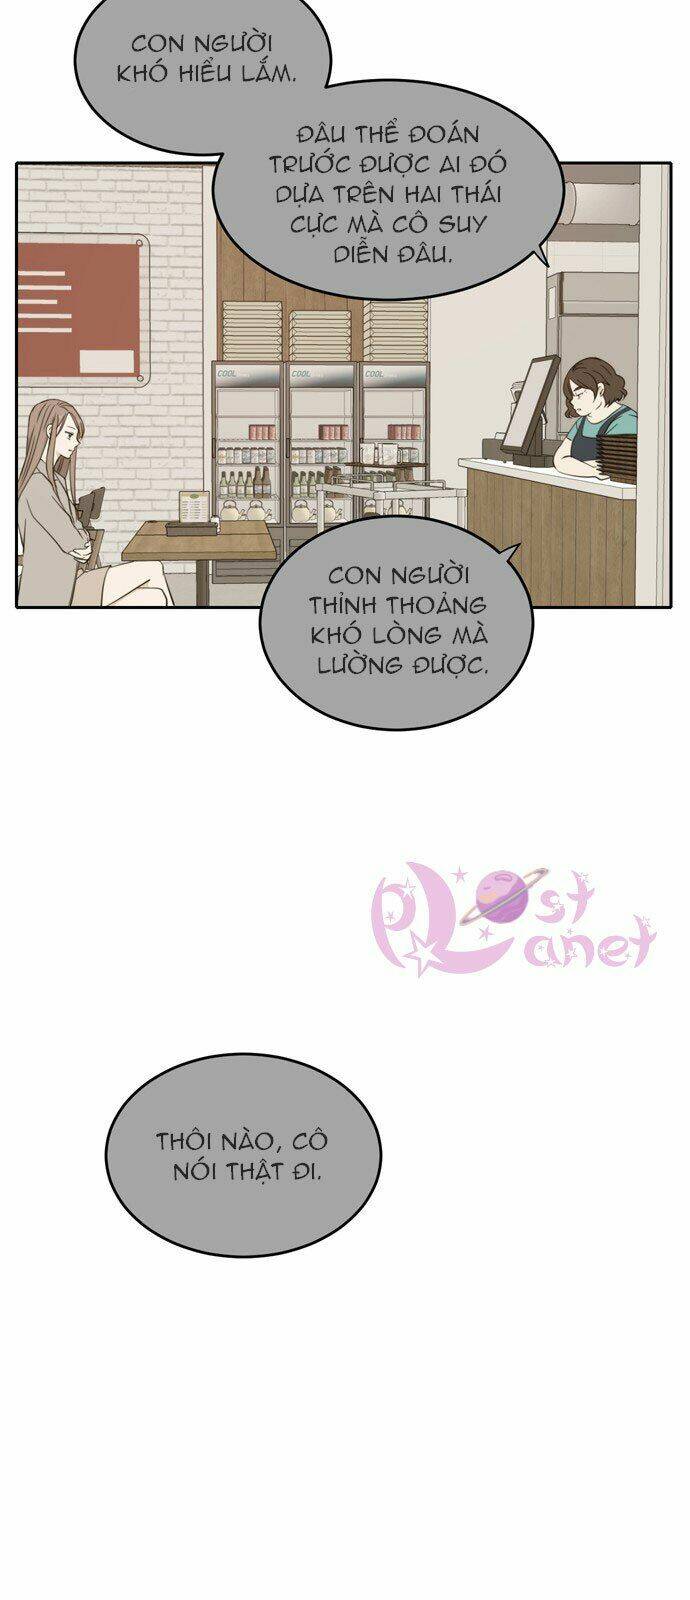 CON NGƯỜI
KHÓ HIỂU LẮM.
ĐÂU THỂ ĐOÁN
TRƯỚC ĐƯỢC AI ĐÓ
DỰA TRÊN HAI THÁI
CỰC MÀ CÔ SUY
DIỄN ĐÂU.
COOL
COOL
COOL
CON NGƯỜI
THỈNH THOẢNG
KHÓ LÒNG MÀ
LƯỜNG ĐƯỢC.
Lost
Planet
THÔI NÀO, CÔ
NÓI THẬT ĐI.